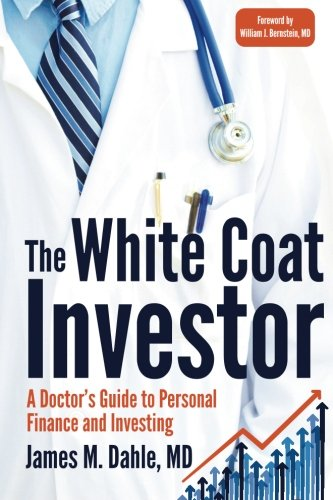 Foreword by
William J. Bernstein, MD
The White Coat
Investor
A Doctor's Guide to Personal
Finance and Investing
James M. Dahle, MD